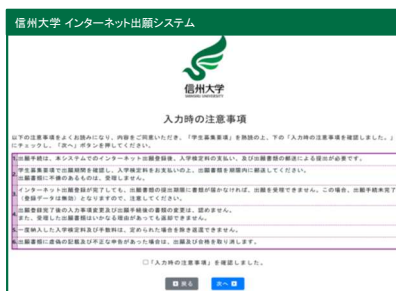 信州大学 インターネット出願システム
信州大学
SHINSHU UNIVERSITY
入力時の注意事項
以下の注意事項をよくお読みになり、内容をご同意いただき、「学生募集要項」を熟読の上、下の「入力時の注意事項を確認しました。」
にチェックし、「次へ」ボタンを押してください。
1.出願手続は、本システムでのインターネット出願登録後、入学検定料の支払い、及び出願書類の郵送による提出が必要です。
2.学生募集要項で出願期間を確認し、入学検定料をお支払いの上、出願書類を期間内に郵送してください。
出願書類に不備のあるものは、受理しません。
3.インターネット出願登録が完了しても、出願書類の提出期限に書類が届かなければ、出願を受理できません。この場合、出願手続未完了
（登録データは無効）となりますので、注意してください。
4.出願登録完了後の入力事項変更及び出願手続後の書類の変更は、認めません。
また、受理した出願書類はいかなる理由があっても返却できません。
5.一度納入した入学検定料及び手数料は、定められた場合を除き返還できません。
6.出願書類に虚偽の記載及び不正な申告があった場合は、出願及び合格を取り消します。
「入力時の注意事項」を確認しました。
戻る 次へ